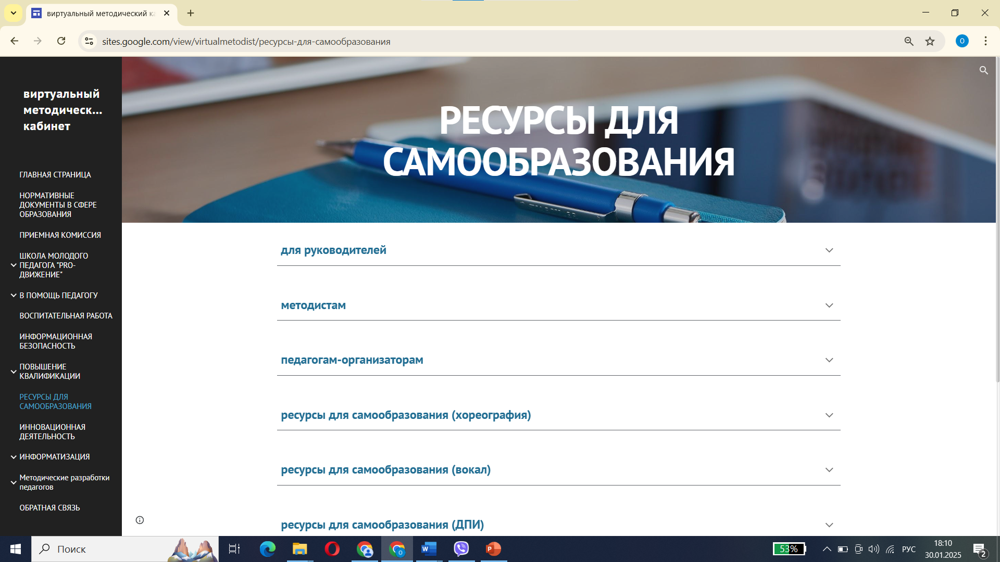 виртуальный методический ка
sites.google.com/view/virtualmetodist/ресурсы-для-самообразования
O
виртуальный
методическ...
кабинет
ГЛАВНАЯ СТРАНИЦА
НОРМАТИВНЫЕ
ДОКУМЕНТЫ В СФЕРЕ
ОБРАЗОВАНИЯ
ПРИЕМНАЯ КОМИССИЯ
ШКОЛА МОЛОДОГО
ПЕДАГОГА "PRO-
ДВИЖЕНИЕ"
В ПОМОЩЬ ПЕДАГОГУ
ВОСПИТАТЕЛЬНАЯ РАБОТА
ИНФОРМАЦИОННАЯ
БЕЗОПАСНОСТЬ
ПОВЫШЕНИЕ
КВАЛИФИКАЦИИ
РЕСУРСЫ ДЛЯ
САМООБРАЗОВАНИЯ
ИННОВАЦИОННАЯ
ДЕЯТЕЛЬНОСТЬ
ИНФОРМАТИЗАЦИЯ
Методические разработки
педагогов
ОБРАТНАЯ СВЯЗЬ
РЕСУРСЫ ДЛЯ
САМООБРАЗОВАНИЯ
для руководителей
методистам
педагогам-организаторам
ресурсы для самообразования (хореография)
ресурсы для самообразования (вокал)
ресурсы для самообразования (ДПИ)
Поиск
53%
РУС
18:10
30.01.2025
2